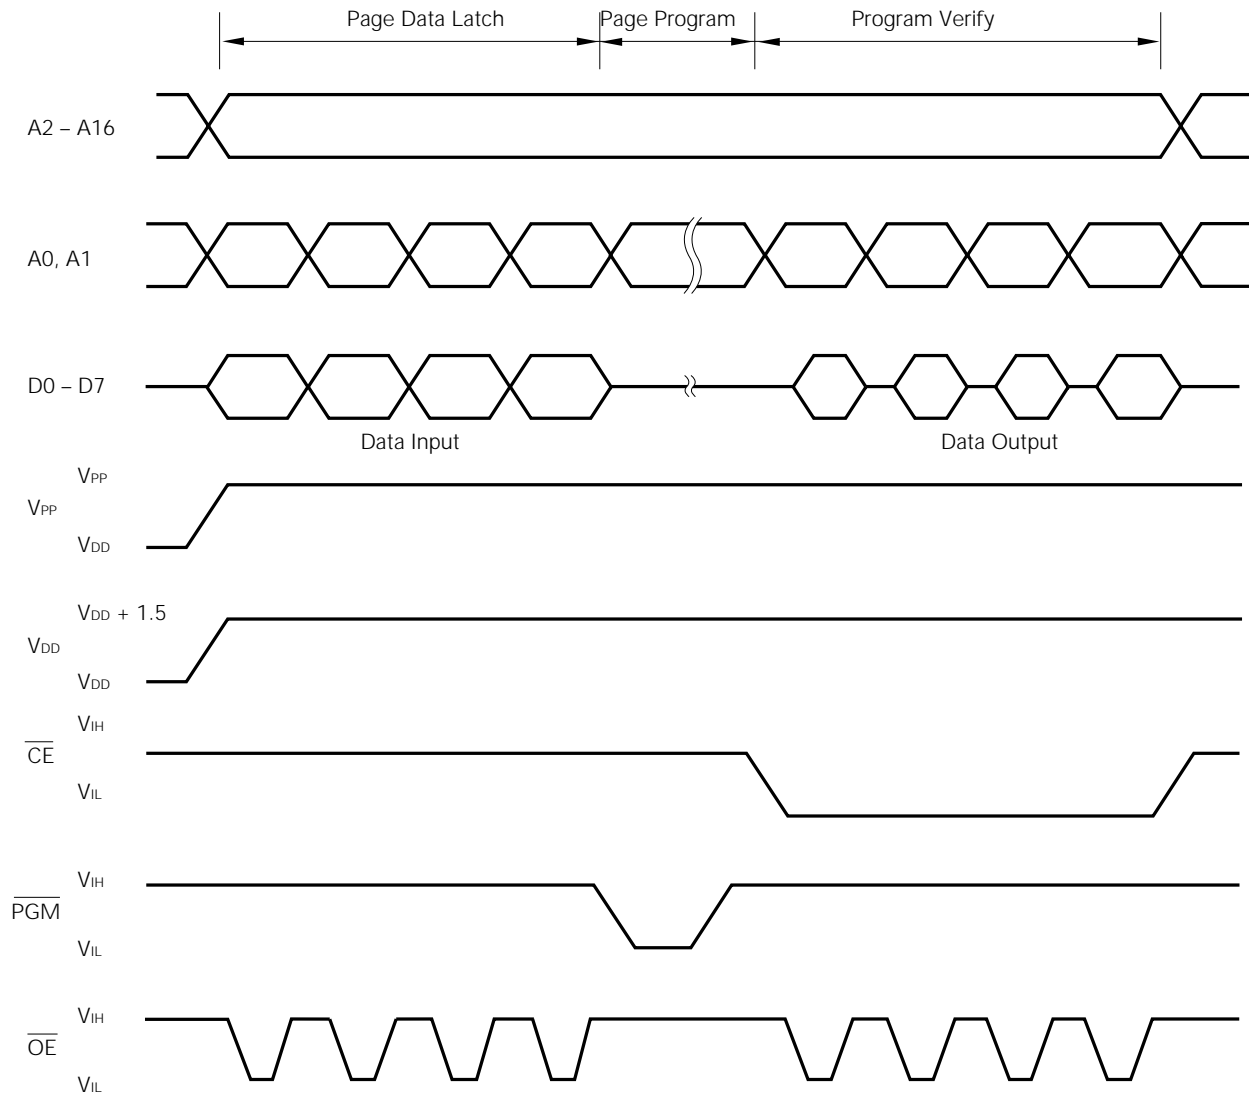 Page Data Latch Page Program Program Verify
A2 – A16
A0, A1
D0 – D7
Data Input Data Output
VPP
VPP
VDD
VDD + 1.5
VDD
VDD
VIH
CE
VIL
VIH
PGM
VIL
VIH
OE
VIL